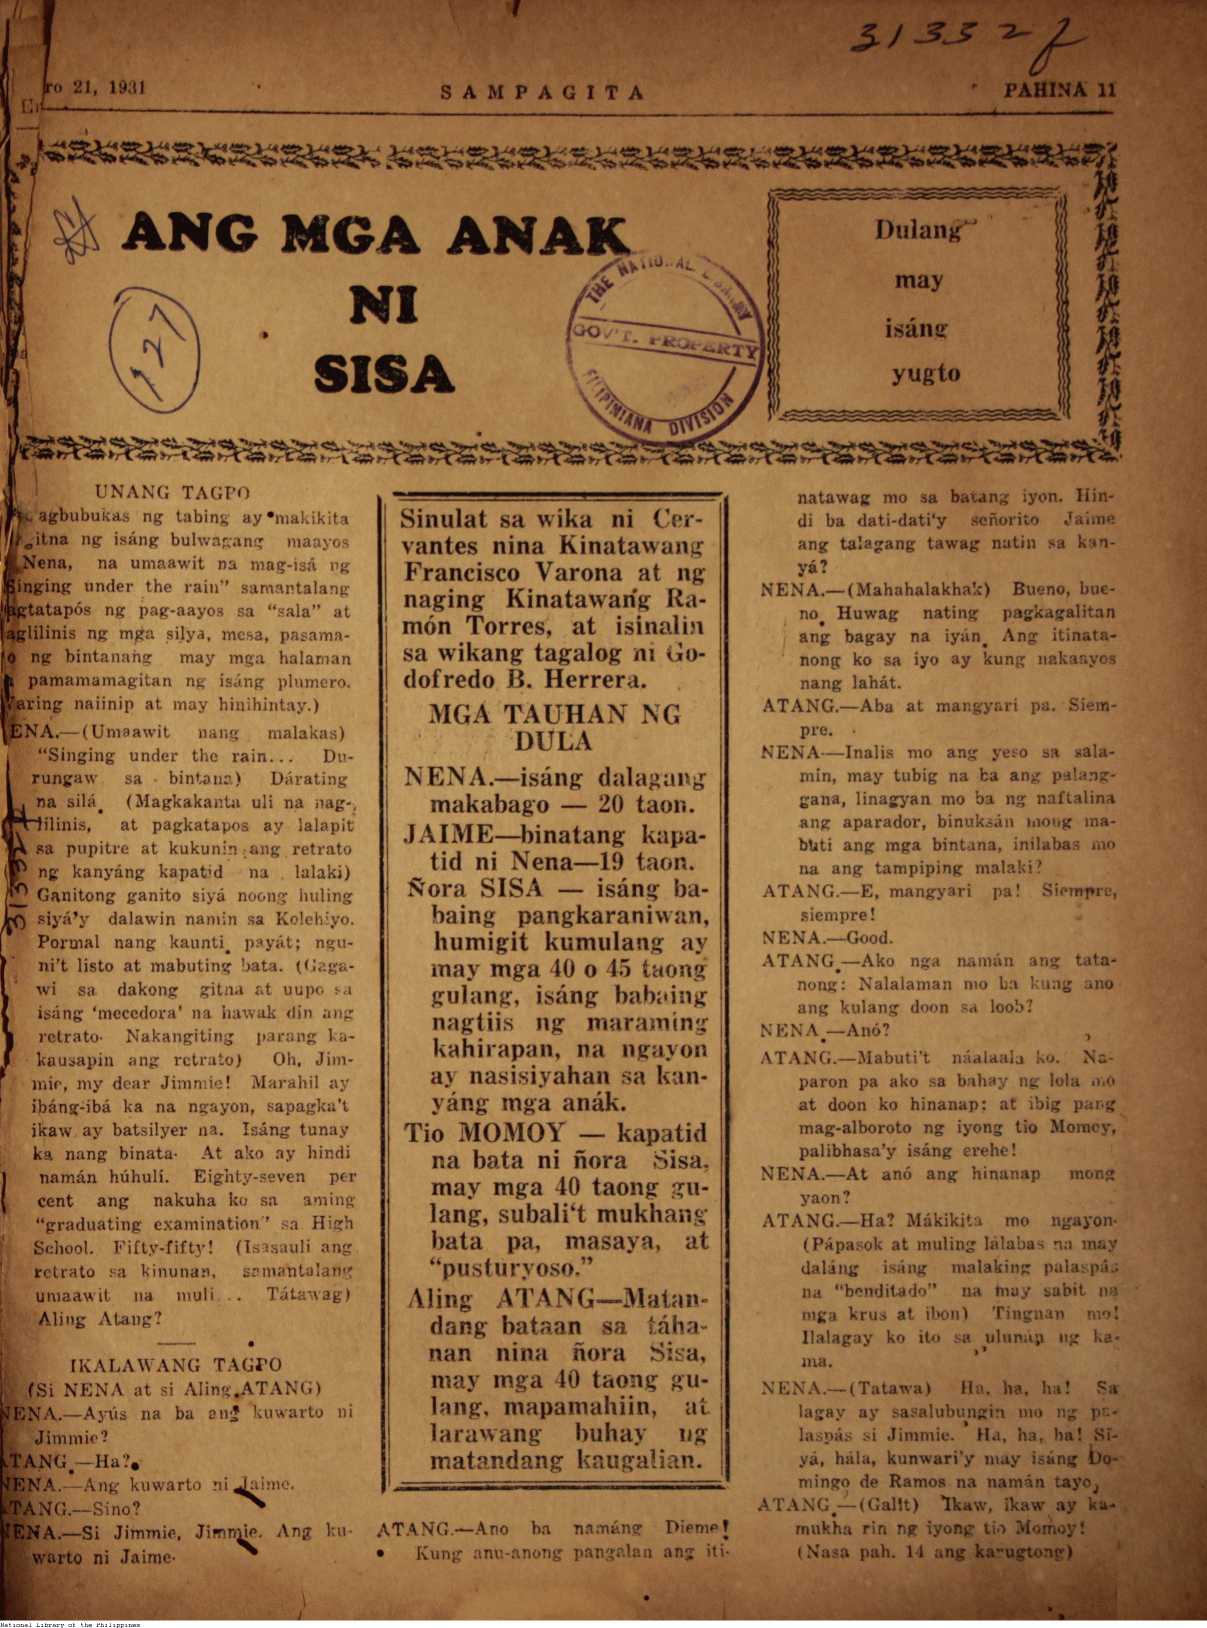 31332
ro 21, 1931
SAMPAGITA
PAHINA 11
ANG MGA ANAK
NI
SISA
127
THE NATIONAL LIBRARY
GOV'T. PROPERTY
FILIPINIANA DIVISION
Dulang
may
isáng
yugto
UNANG TAGPO
agbubukas ng tabing ay makikita
gitna ng isáng bulwagang maayos
Nena, na umaawit na mag-isá ng
Singing under the rain” samantalang
agtatapós ng pag-aayos sa “sala” at
aglilinis ng mga silya, mesa, pasama-
o ng bintanang may mga halaman
pamamamagitan ng isáng plumero.
Waring naiinip at may hinihintay.)
NENA.—(Umaawit nang malakas)
“Singing under the rain... Du-
rungaw sa bintana) Dárating
na silá. (Magkakanta uli na nag-
lilinis, at pagkatapos ay lalapit
sa pupitre at kukunin ang retrato
ng kanyáng kapatid na lalaki)
Ganitong ganito siyá noong huling
siyá’y dalawin namin sa Kolehiyo.
Pormal nang kaunti, payát; ngu-
ni’t listo at mabuting bata. (Gaga-
wi sa dakong gitna at uupo sa
isáng ‘mecedora’ na hawak din ang
retrato. Nakangiting parang ka-
kausapin ang retrato) Oh, Jim-
mie, my dear Jimmie! Marahil ay
ibáng-ibá ka na ngayon, sapagka’t
ikaw ay batsilyer na. Isáng tunay
ka nang binata. At ako ay hindi
namán húhulí. Eighty-seven per
cent ang nakuha ko sa aming
“graduating examination” sa High
School. Fifty-fifty! (Isasauli ang
retrato sa kinunan, samantalang
umaawit na muli... Tátawag)
Aling Atang?
IKALAWANG TAGPO
(Si NENA at si Aling ATANG)
NENA.—Ayús na ba ang kuwarto ni
Jimmie?
ATANG.—Ha?
NENA.—Ang kuwarto ni Jaime.
ATANG.—Sino?
NENA.—Si Jimmie, Jimmie. Ang ku-
warto ni Jaime.
Sinulat sa wika ni Cer-
vantes nina Kinatawang
Francisco Varona at ng
naging Kinatawang Ra-
món Torres, at isinalin
sa wikang tagalog ni Go-
dofredo B. Herrera.
MGA TAUHAN NG
DULA
NENA.—isáng dalagang
makabago — 20 taon.
JAIME—binatang kapa-
tid ni Nena—19 taon.
Ñora SISA — isáng ba-
baing pangkaraniwan,
humigit kumulang ay
may mga 40 o 45 taong
gulang, isáng babaing
nagtiis ng maraming
kahirapan, na ngayon
ay nasisiyahan sa kan-
yáng mga anák.
Tio MOMOY — kapatid
na bata ni ñora Sisa,
may mga 40 taong gu-
lang, subali‘t mukhang
bata pa, masaya, at
“pusturyoso.”
Aling ATANG—Matan-
dang bataan sa táha-
nan nina ñora Sisa,
may mga 40 taong gu-
lang, mapamahiin, at
larawang buhay ng
matandang kaugalian.
ATANG.—Ano ba namáng Dieme!
Kung anu-anong pangalan ang iti-
natawag mo sa batang iyon. Hin-
di ba dati-dati‘y señorito Jaime
ang talagang tawag natin sa kan-
yá?
NENA.—(Mahahalakhak) Bueno, bue-
no. Huwag nating pagkagalitan
ang bagay na iyán. Ang itinata-
nong ko sa iyo ay kung nakaayos
nang lahát.
ATANG.—Aba at mangyari pa. Siem-
pre.
NENA.—Inalis mo ang yeso sa sala-
min, may tubig na ba ang palang-
gana, linagyan mo ba ng naftalina
ang aparador, binuksán mong ma-
buti ang mga bintana, inilabas mo
na ang tampiping malaki?
ATANG.—E, mangyari pa! Siempre,
siempre!
NENA.—Good.
ATANG.—Ako nga namán ang tata-
nong: Nalalaman mo ba kung ano
ang kulang doon sa loob?
NENA.—Anó?
ATANG.—Mabuti’t náalaala ko. Na-
paron pa ako sa bahay ng lola mo
at doon ko hinanap; at ibig pang
mag-alboroto ng iyong tio Momoy,
palibhasa’y isáng erehe!
NENA.—At anó ang hinanap mong
yaon?
ATANG.—Ha? Mákikita mo ngayon.
(Pápasok at muling lálabas na may
daláng isáng malaking palaspás
na “benditado” na may sabit na
mga krus at ibon) Tingnan mo!
Ilalagay ko ito sa ulunáp ng ka-
ma.
NENA.—(Tatawa) Ha, ha, ha! Sa
lagay ay sasalubungin mo ng pa-
laspás si Jimmie. Ha, ha, ha! Si-
yá, hála, kunwari’y may isáng Do-
mingo de Ramos na namán tayo,
ATANG.—(Galit) Ikaw, ikaw ay ka-
mukha rin ng iyong tio Momoy!
(Nasa pah. 14 ang karugtong)
National Library of the Philippines